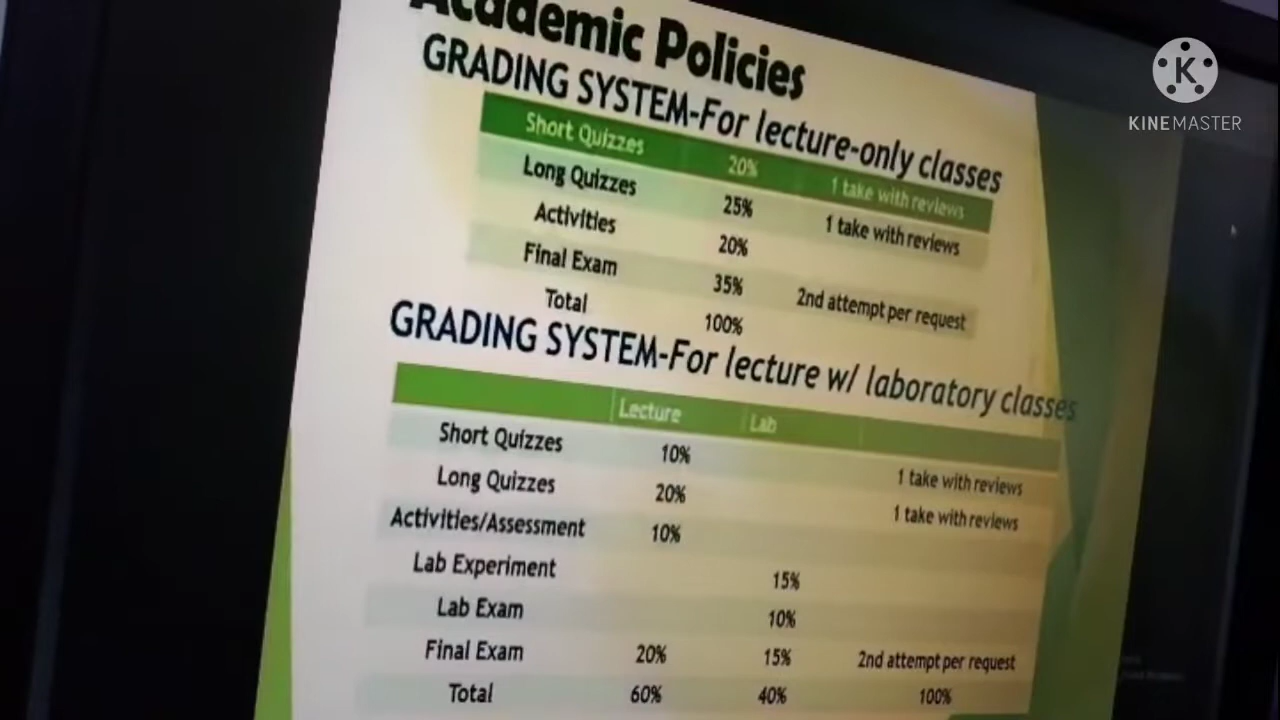 Academic Policies
GRADING SYSTEM-For lecture-only classes
Short Quizzes 20% 1 take with reviews
Long Quizzes 25% 1 take with reviews
Activities 20%
Final Exam 35% 2nd attempt per request
Total 100%
GRADING SYSTEM-For lecture w/ laboratory classes
Lecture Lab
Short Quizzes 10% 1 take with reviews
Long Quizzes 20% 1 take with reviews
Activities/Assessment 10%
Lab Experiment 15%
Lab Exam 10%
Final Exam 20% 15% 2nd attempt per request
Total 60% 40% 100%
KINEMASTER